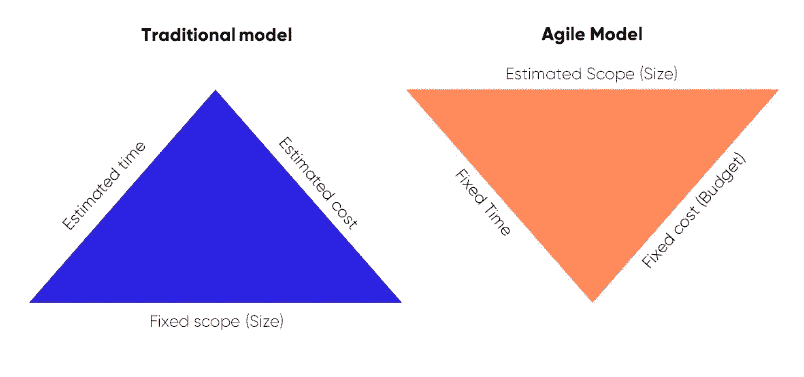 Traditional model
Estimated time
Estimated cost
Fixed scope (Size)
Agile Model
Estimated Scope (Size)
Fixed Time
Fixed cost (Budget)